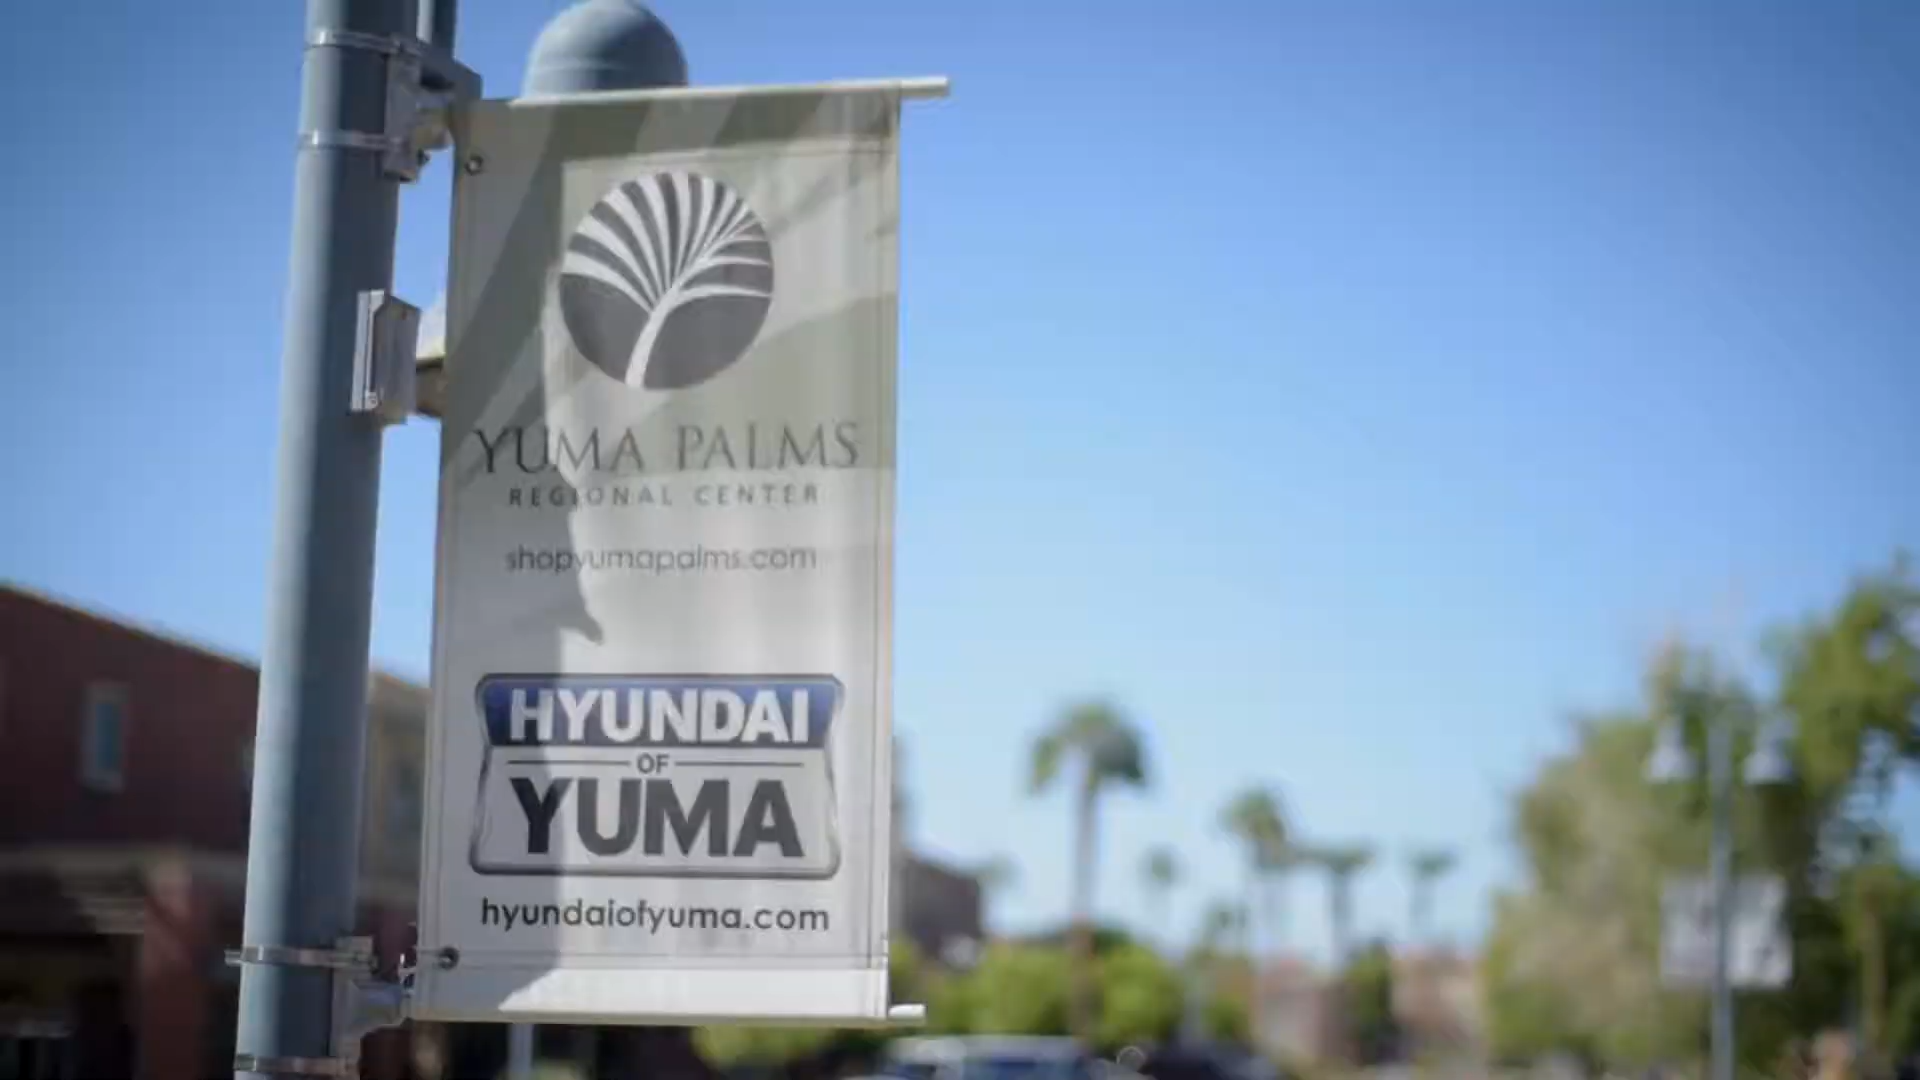 YUMA PALMS
REGIONAL CENTER
shopyumapalms.com
HYUNDAI
OF
YUMA
hyundaiofyuma.com